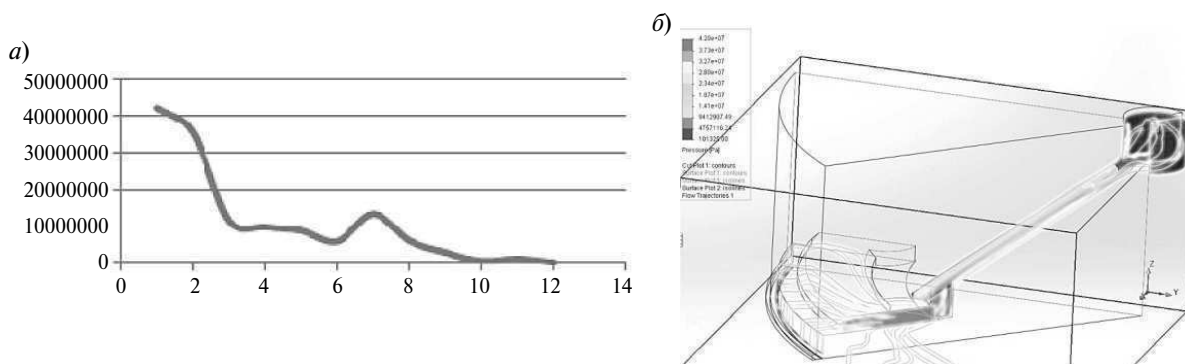 а)
50000000
40000000
30000000
20000000
10000000
0
0 2 4 6 8 10 12 14
б)
4.20e+07
3.73e+07
3.27e+07
2.80e+07
2.34e+07
1.87e+07
1.41e+07
9412907.49
4757116.24
101325.00
Pressure [Pa]
Cut Plot 1: contours
Surface Plot 1: contours
Surface Plot 2: isolines
Flow Trajectories 1
Z
Y